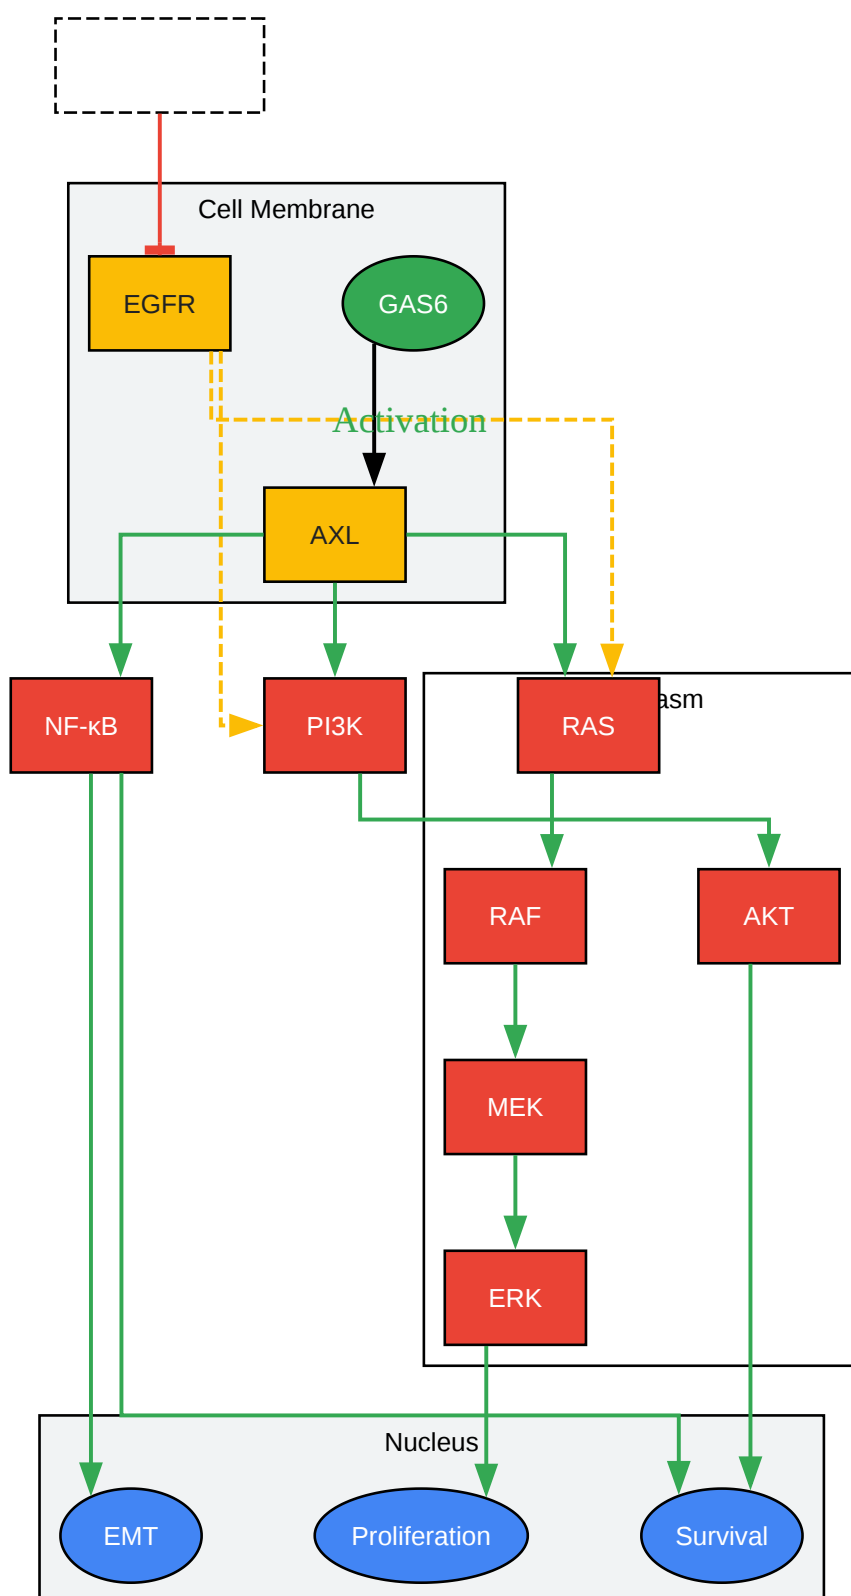 Cell Membrane
EGFR
GAS6
Activation
AXL
NF-κB
PI3K
RAS
asm
RAF
AKT
MEK
ERK
Nucleus
EMT
Proliferation
Survival